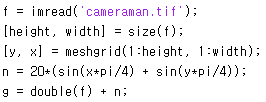 f = imread('cameraman.tif');
[height, width] = size(f);
[y, x] = meshgrid(1:height, 1:width);
n = 20*(sin(x*pi/4) + sin(y*pi/4));
g = double(f) + n;